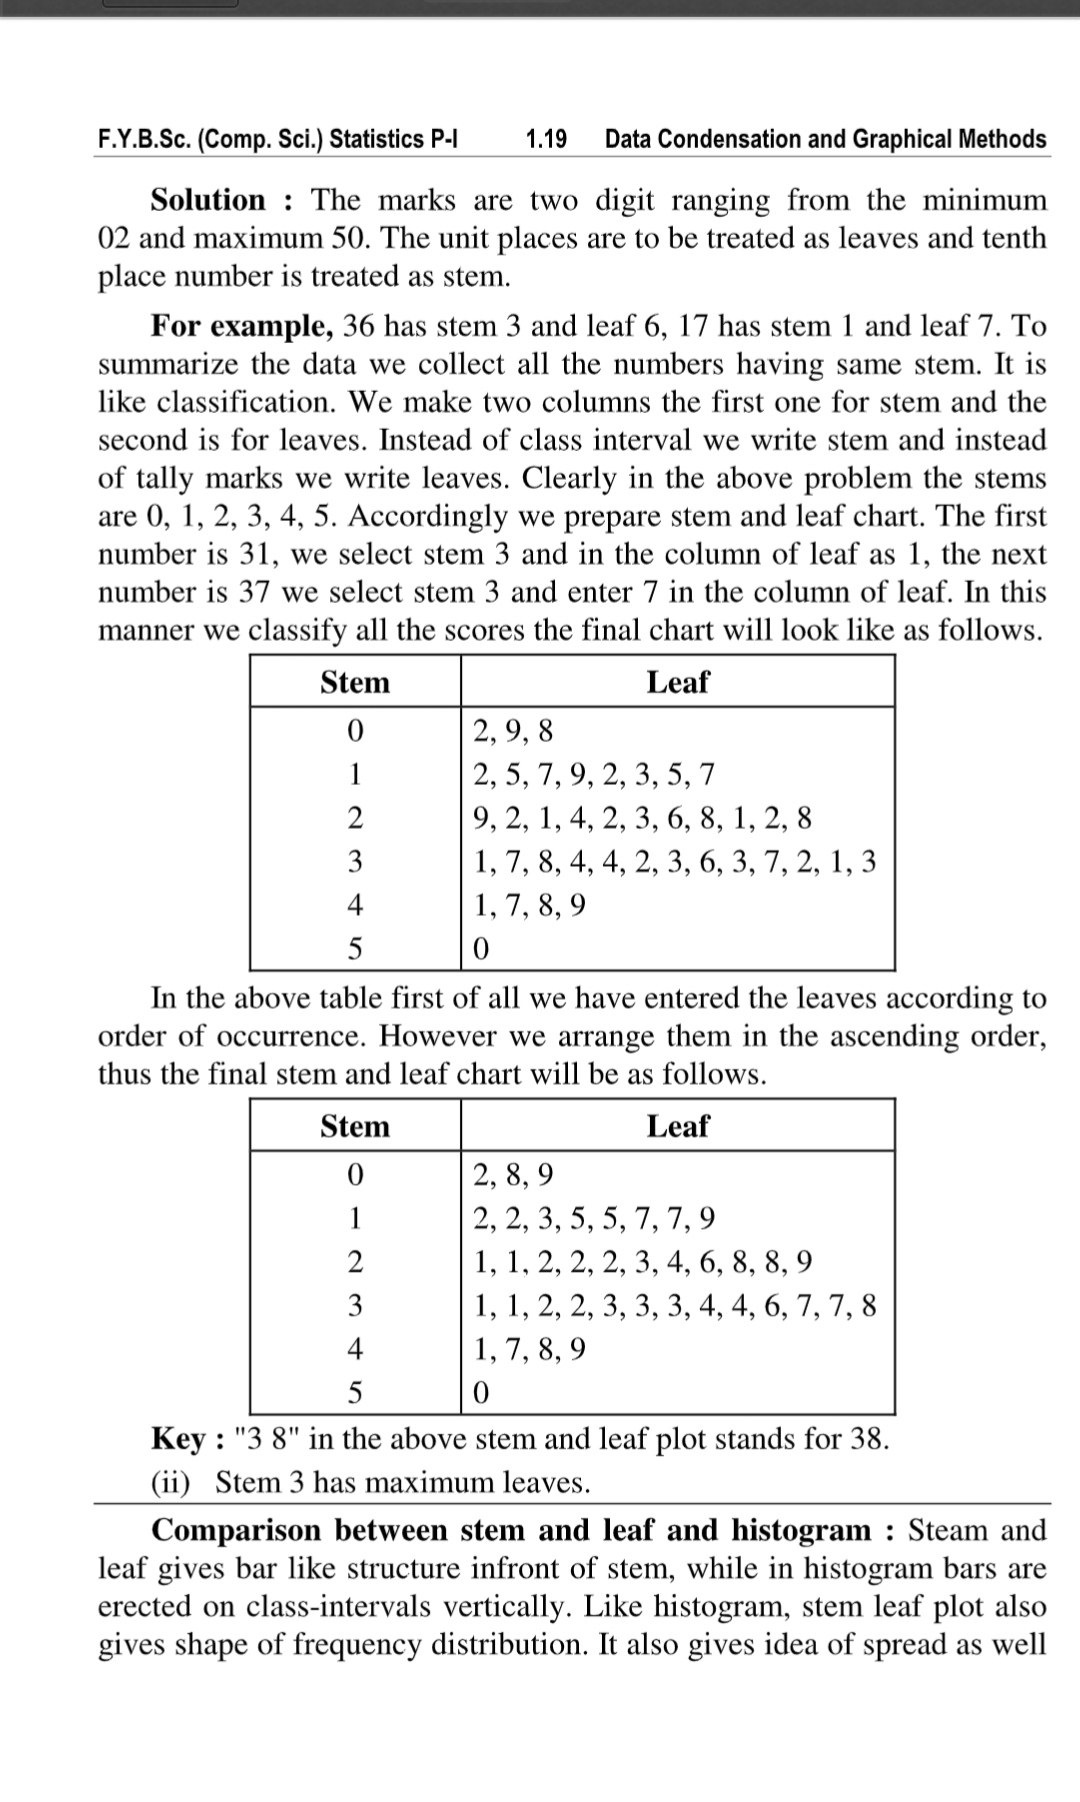 F.Y.B.Sc. (Comp. Sci.) Statistics P-I 1.19 Data Condensation and Graphical Methods
Solution : The marks are two digit ranging from the minimum
02 and maximum 50. The unit places are to be treated as leaves and tenth
place number is treated as stem.
For example, 36 has stem 3 and leaf 6, 17 has stem 1 and leaf 7. To
summarize the data we collect all the numbers having same stem. It is
like classification. We make two columns the first one for stem and the
second is for leaves. Instead of class interval we write stem and instead
of tally marks we write leaves. Clearly in the above problem the stems
are 0, 1, 2, 3, 4, 5. Accordingly we prepare stem and leaf chart. The first
number is 31, we select stem 3 and in the column of leaf as 1, the next
number is 37 we select stem 3 and enter 7 in the column of leaf. In this
manner we classify all the scores the final chart will look like as follows.
Stem Leaf
0 2, 9, 8
1 2, 5, 7, 9, 2, 3, 5, 7
2 9, 2, 1, 4, 2, 3, 6, 8, 1, 2, 8
3 1, 7, 8, 4, 4, 2, 3, 6, 3, 7, 2, 1, 3
4 1, 7, 8, 9
5 0
In the above table first of all we have entered the leaves according to
order of occurrence. However we arrange them in the ascending order,
thus the final stem and leaf chart will be as follows.
Stem Leaf
0 2, 8, 9
1 2, 2, 3, 5, 5, 7, 7, 9
2 1, 1, 2, 2, 2, 3, 4, 6, 8, 8, 9
3 1, 1, 2, 2, 3, 3, 3, 4, 4, 6, 7, 7, 8
4 1, 7, 8, 9
5 0
Key : "3 8" in the above stem and leaf plot stands for 38.
(ii) Stem 3 has maximum leaves.
Comparison between stem and leaf and histogram : Steam and
leaf gives bar like structure infront of stem, while in histogram bars are
erected on class-intervals vertically. Like histogram, stem leaf plot also
gives shape of frequency distribution. It also gives idea of spread as well